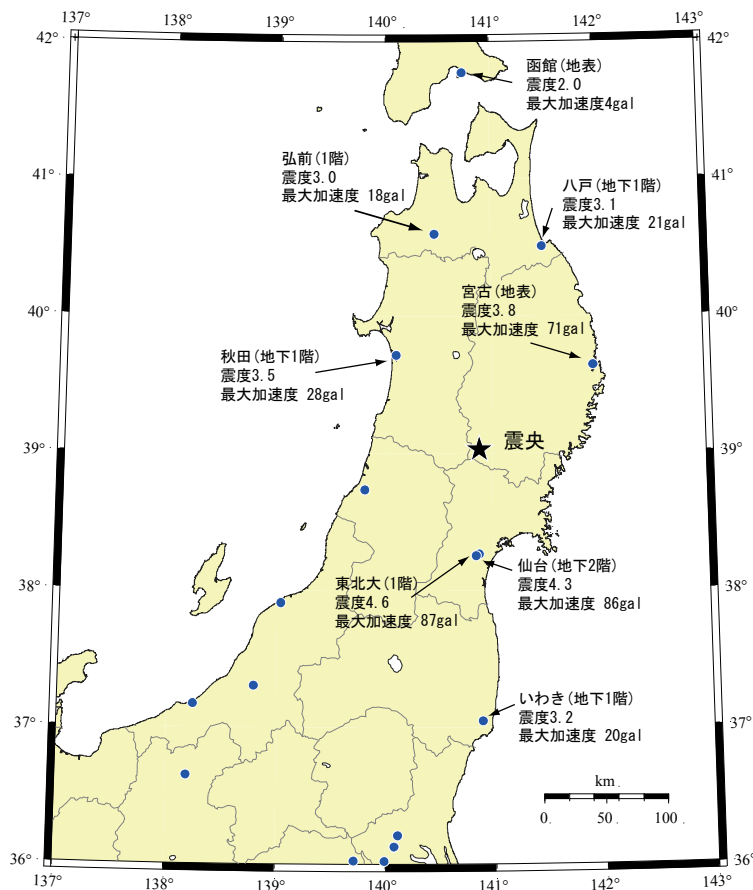 137° 138° 139° 140° 141° 142° 143°
42° 42°
函館(地表)
震度2.0
最大加速度4gal
弘前(1階)
震度3.0
最大加速度 18gal
41° 41°
八戸(地下1階)
震度3.1
最大加速度 21gal
宮古(地表)
震度3.8
最大加速度 71gal
40° 40°
秋田(地下1階)
震度3.5
最大加速度 28gal
震央
39° 39°
仙台(地下2階)
震度4.3
最大加速度 86gal
東北大(1階)
震度4.6
最大加速度 87gal
38° 38°
いわき(地下1階)
震度3.2
最大加速度 20gal
37° 37°
km.
0. 50. 100.
36° 36°
137° 138° 139° 140° 141° 142° 143°